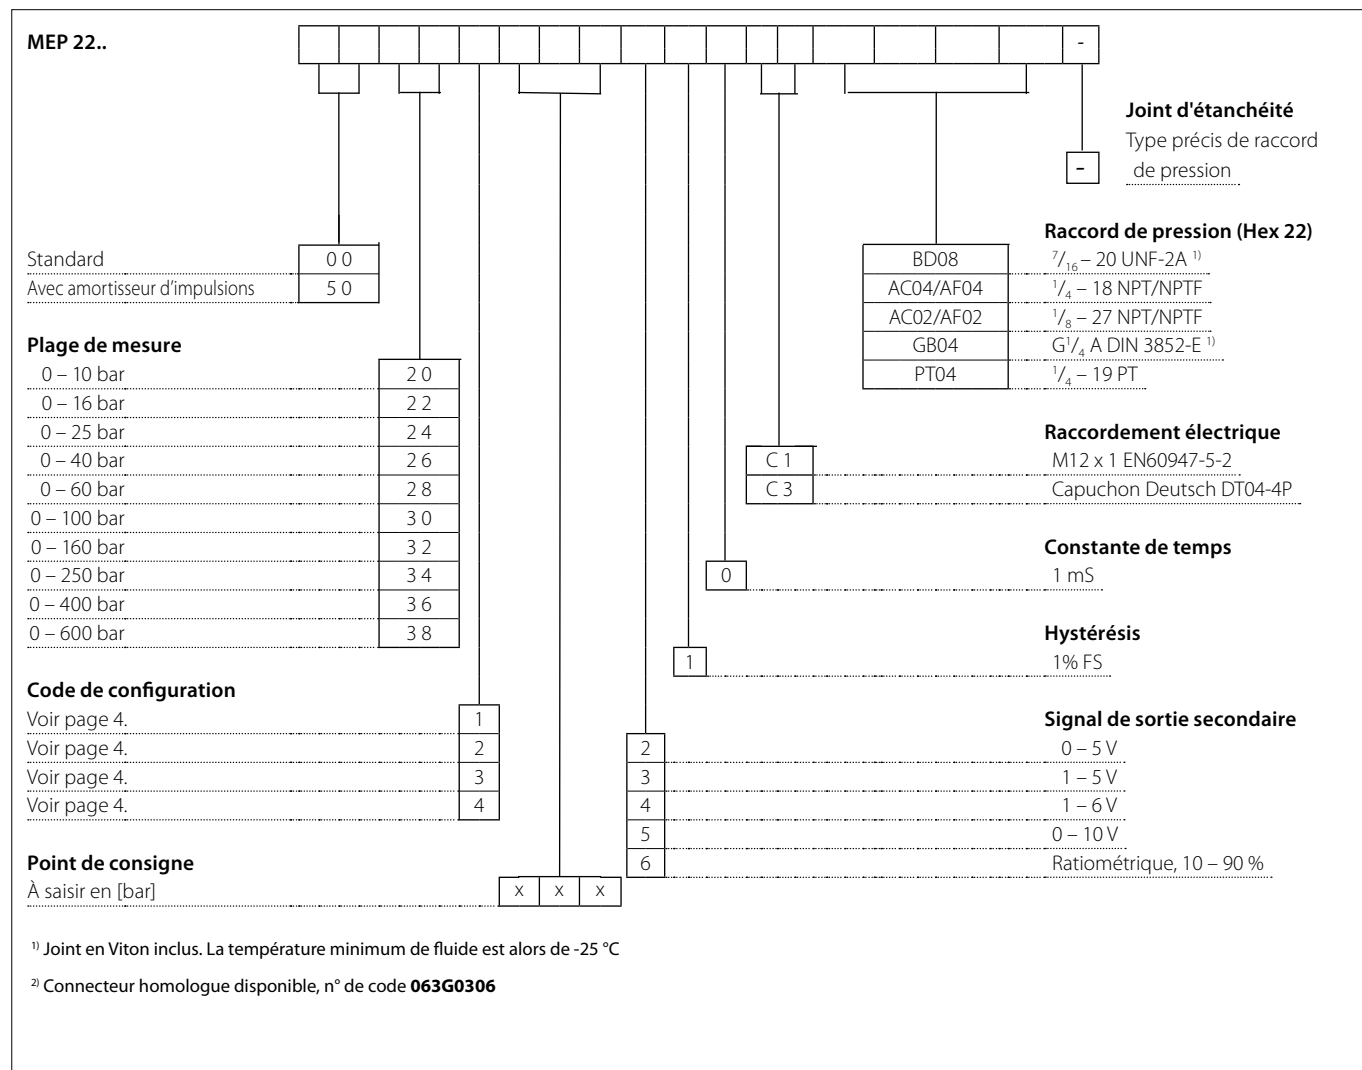 MEP 22..
-
Joint d'étanchéité
Type précis de raccord
de pression
-
Standard 0 0
Avec amortisseur d'impulsions 5 0
Plage de mesure
0 – 10 bar 2 0
0 – 16 bar 2 2
0 – 25 bar 2 4
0 – 40 bar 2 6
0 – 60 bar 2 8
0 – 100 bar 3 0
0 – 160 bar 3 2
0 – 250 bar 3 4
0 – 400 bar 3 6
0 – 600 bar 3 8
Code de configuration
Voir page 4. 1
Voir page 4. 2
Voir page 4. 3
Voir page 4. 4
Point de consigne
À saisir en [bar] x x x
Raccord de pression (Hex 22)
BD08 7/16 – 20 UNF-2A 1)
AC04/AF04 1/4 – 18 NPT/NPTF
AC02/AF02 1/8 – 27 NPT/NPTF
GB04 G1/4 A DIN 3852-E 1)
PT04 1/4 – 19 PT
Raccordement électrique
C 1 M12 x 1 EN60947-5-2
C 3 Capuchon Deutsch DT04-4P
Constante de temps
0 1 mS
Hystérésis
1 1% FS
Signal de sortie secondaire
2 0 – 5 V
3 1 – 5 V
4 1 – 6 V
5 0 – 10 V
6 Ratiométrique, 10 – 90 %
1) Joint en Viton inclus. La température minimum de fluide est alors de -25 °C
2) Connecteur homologue disponible, n° de code 063G0306